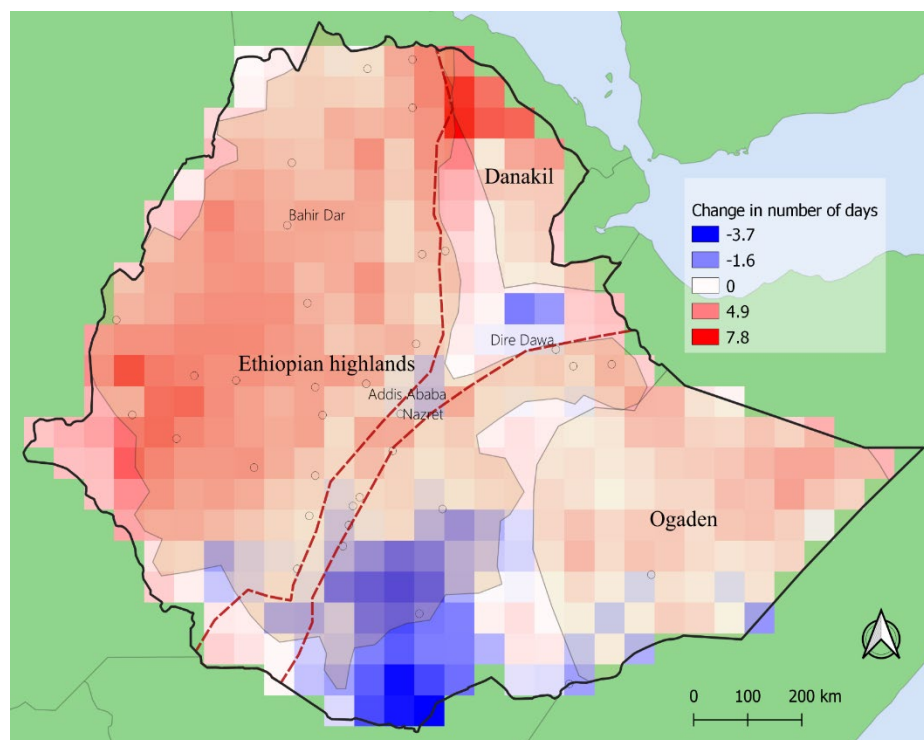 Danakil
Bahir Dar
Change in number of days
-3.7
-1.6
0
4.9
7.8
Dire Dawa
Ethiopian highlands
Addis Ababa
Nazret
Ogaden
0 100 200 km